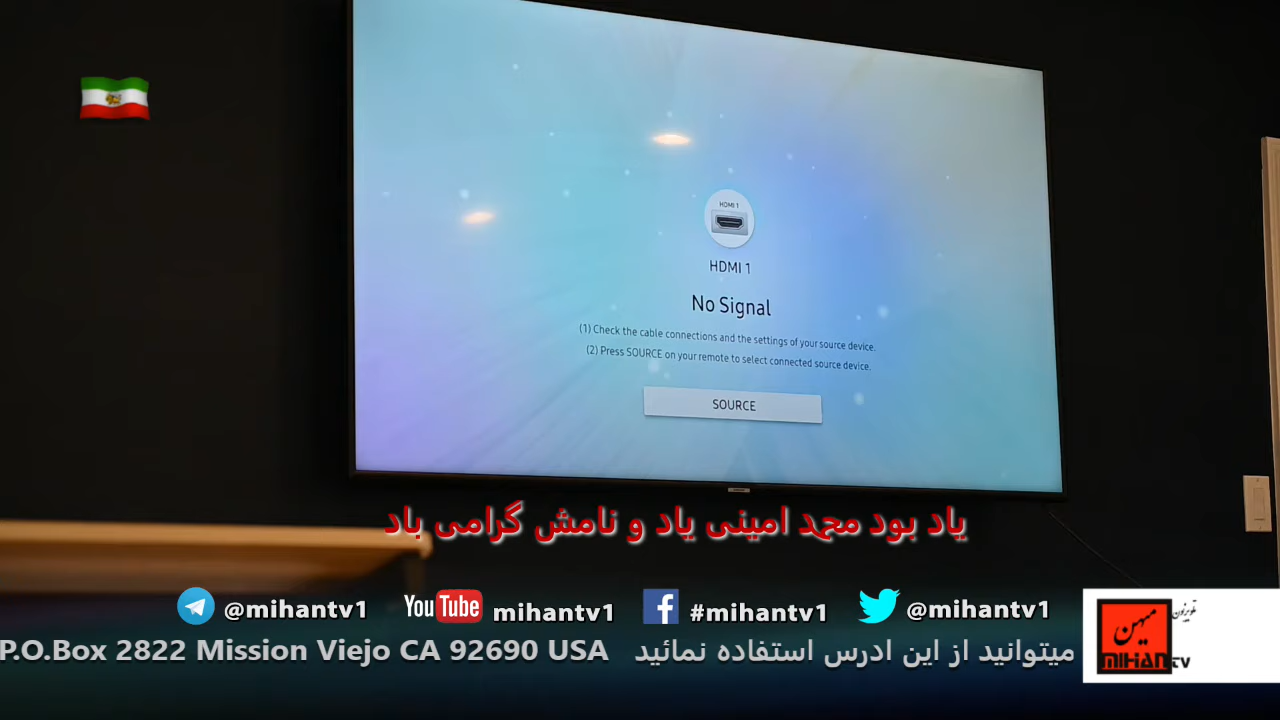 HDMI 1
HDMI 1
No Signal
(1) Check the cable connections and the settings of your source device.
(2) Press SOURCE on your remote to select connected source device.
SOURCE
یاد بود محمد امینی یاد و نامش گرامی باد
@mihantv1 YouTube mihantv1 #mihantv1 @mihantv1
P.O.Box 2822 Mission Viejo CA 92690 USA میتوانید از این ادرس استفاده نمائید
تلویزیون
میهن
MIHAN TV